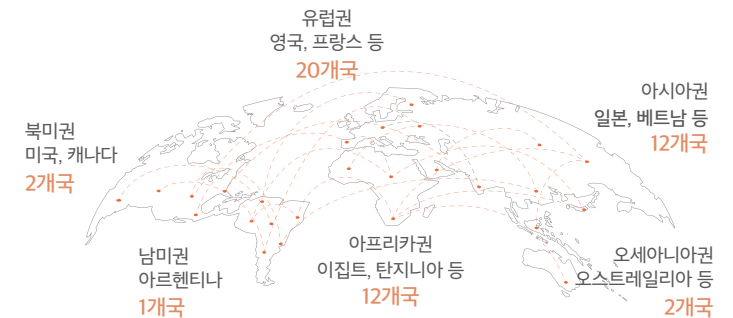 유럽권
영국, 프랑스 등
20개국
아시아권
일본, 베트남 등
12개국
북미권
미국, 캐나다
2개국
남미권
아르헨티나
1개국
아프리카권
이집트, 탄지니아 등
12개국
오세아니아권
오스트레일리아 등
2개국